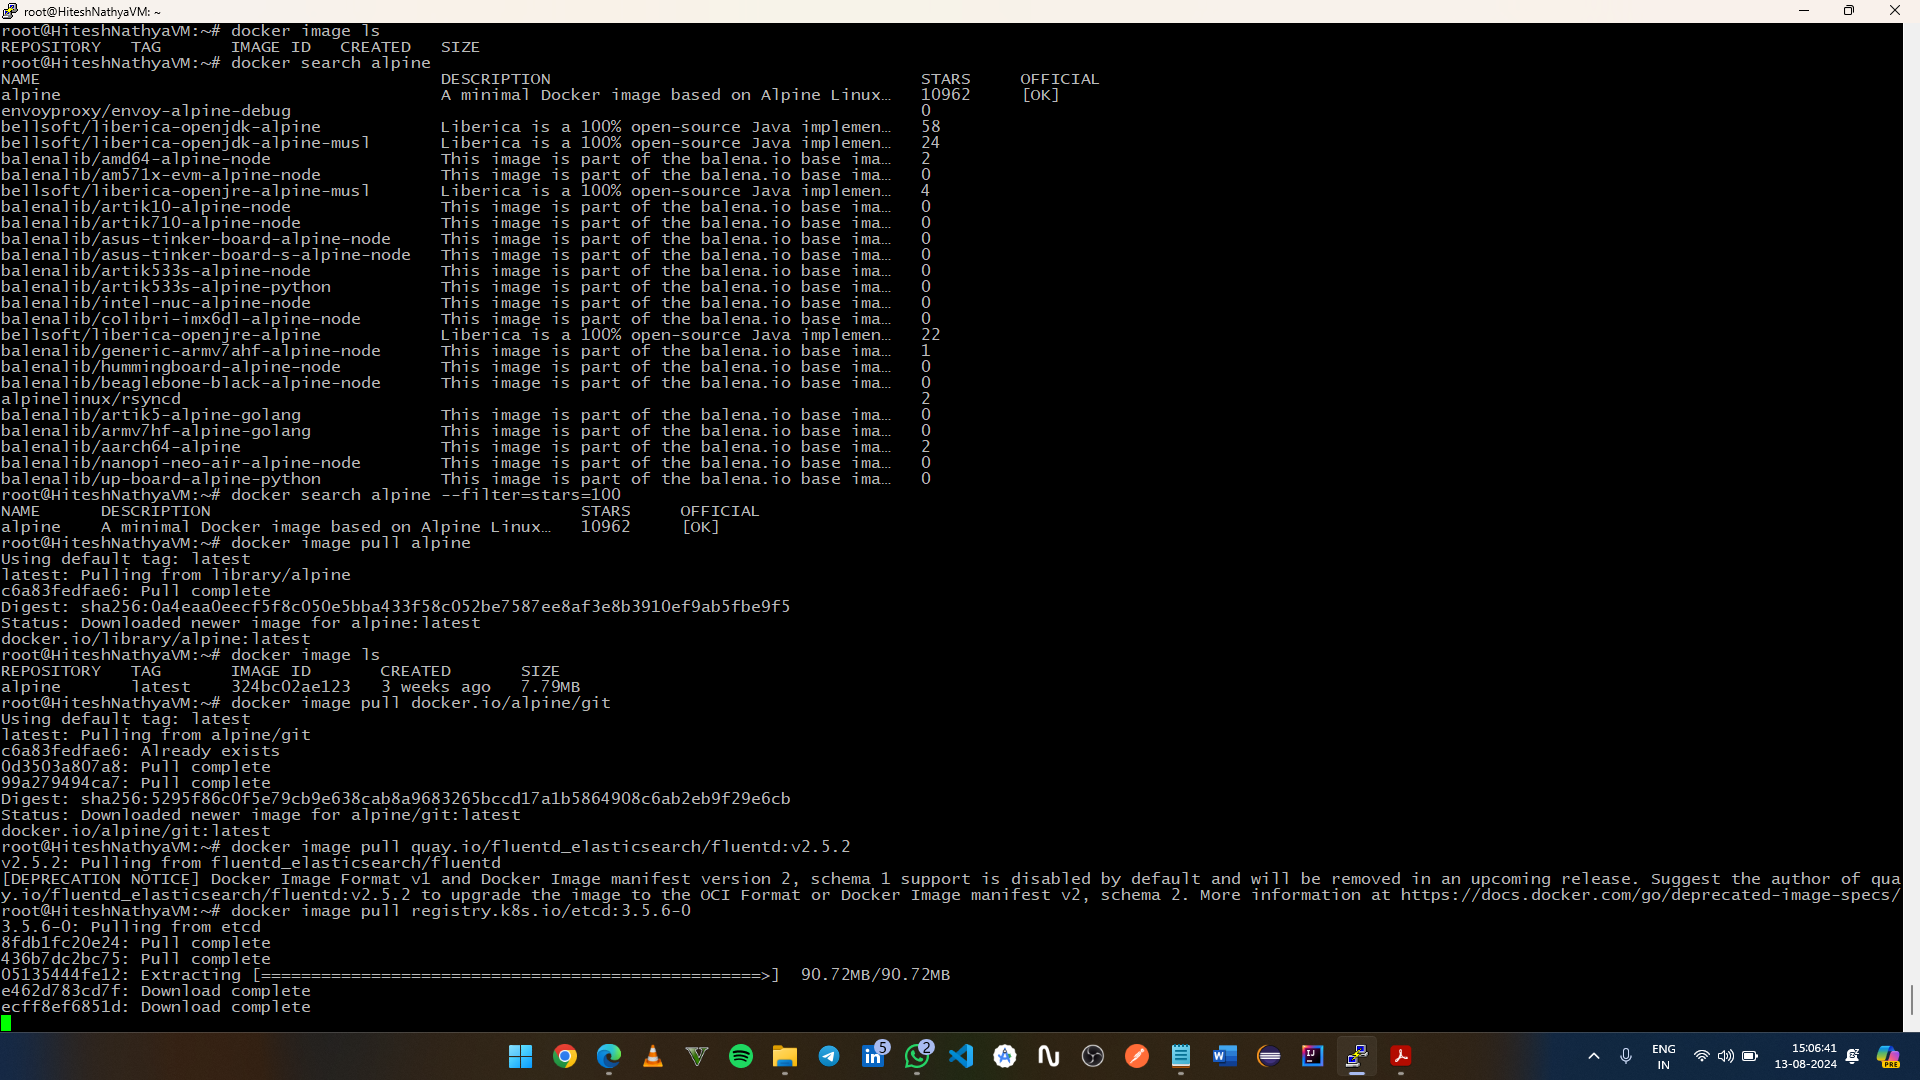 root@HiteshNathyaVM: ~
root@HiteshNathyaVM:~# docker image ls
REPOSITORY   TAG       IMAGE ID   CREATED   SIZE
root@HiteshNathyaVM:~# docker search alpine
NAME                                        DESCRIPTION                                     STARS     OFFICIAL
alpine                                      A minimal Docker image based on Alpine Linux…   10962     [OK]
envoyproxy/envoy-alpine-debug                                                               0
bellsoft/liberica-openjdk-alpine            Liberica is a 100% open-source Java implemen…   58
bellsoft/liberica-openjdk-alpine-musl       Liberica is a 100% open-source Java implemen…   24
balenalib/amd64-alpine-node                 This image is part of the balena.io base ima…   2
balenalib/am571x-evm-alpine-node            This image is part of the balena.io base ima…   0
bellsoft/liberica-openjre-alpine-musl       Liberica is a 100% open-source Java implemen…   4
balenalib/artik10-alpine-node               This image is part of the balena.io base ima…   0
balenalib/artik710-alpine-node              This image is part of the balena.io base ima…   0
balenalib/asus-tinker-board-alpine-node     This image is part of the balena.io base ima…   0
balenalib/asus-tinker-board-s-alpine-node   This image is part of the balena.io base ima…   0
balenalib/artik533s-alpine-node             This image is part of the balena.io base ima…   0
balenalib/artik533s-alpine-python           This image is part of the balena.io base ima…   0
balenalib/intel-nuc-alpine-node             This image is part of the balena.io base ima…   0
balenalib/colibri-imx6dl-alpine-node        This image is part of the balena.io base ima…   0
bellsoft/liberica-openjre-alpine            Liberica is a 100% open-source Java implemen…   22
balenalib/generic-armv7ahf-alpine-node      This image is part of the balena.io base ima…   1
balenalib/hummingboard-alpine-node          This image is part of the balena.io base ima…   0
balenalib/beaglebone-black-alpine-node      This image is part of the balena.io base ima…   0
alpinelinux/rsyncd                                                                          2
balenalib/artik5-alpine-golang              This image is part of the balena.io base ima…   0
balenalib/armv7hf-alpine-golang             This image is part of the balena.io base ima…   0
balenalib/aarch64-alpine                    This image is part of the balena.io base ima…   2
balenalib/nanopi-neo-air-alpine-node        This image is part of the balena.io base ima…   0
balenalib/up-board-alpine-python            This image is part of the balena.io base ima…   0
root@HiteshNathyaVM:~# docker search alpine --filter=stars=100
NAME      DESCRIPTION                                     STARS     OFFICIAL
alpine    A minimal Docker image based on Alpine Linux…   10962     [OK]
root@HiteshNathyaVM:~# docker image pull alpine
Using default tag: latest
latest: Pulling from library/alpine
c6a83fedfae6: Pull complete
Digest: sha256:0a4eaa0eecf5f8c050e5bba433f58c052be7587ee8af3e8b3910ef9ab5fbe9f5
Status: Downloaded newer image for alpine:latest
docker.io/library/alpine:latest
root@HiteshNathyaVM:~# docker image ls
REPOSITORY   TAG       IMAGE ID       CREATED       SIZE
alpine       latest    324bc02ae123   3 weeks ago   7.79MB
root@HiteshNathyaVM:~# docker image pull docker.io/alpine/git
Using default tag: latest
latest: Pulling from alpine/git
c6a83fedfae6: Already exists
0d3503a807a8: Pull complete
99a279494ca7: Pull complete
Digest: sha256:5295f86c0f5e79cb9e638cab8a9683265bccd17a1b5864908c6ab2eb9f29e6cb
Status: Downloaded newer image for alpine/git:latest
docker.io/alpine/git:latest
root@HiteshNathyaVM:~# docker image pull quay.io/fluentd_elasticsearch/fluentd:v2.5.2
v2.5.2: Pulling from fluentd_elasticsearch/fluentd
[DEPRECATION NOTICE] Docker Image Format v1 and Docker Image manifest version 2, schema 1 support is disabled by default and will be removed in an upcoming release. Suggest the author of qua
y.io/fluentd_elasticsearch/fluentd:v2.5.2 to upgrade the image to the OCI Format or Docker Image manifest v2, schema 2. More information at https://docs.docker.com/go/deprecated-image-specs/
root@HiteshNathyaVM:~# docker image pull registry.k8s.io/etcd:3.5.6-0
3.5.6-0: Pulling from etcd
8fdb1fc20e24: Pull complete
436b7dc2bc75: Pull complete
05135444fe12: Extracting [==================================================>]  90.72MB/90.72MB
e462d783cd7f: Download complete
ecff8ef6851d: Download complete
5
2
ENG
IN
15:06:41
13-08-2024
PRE